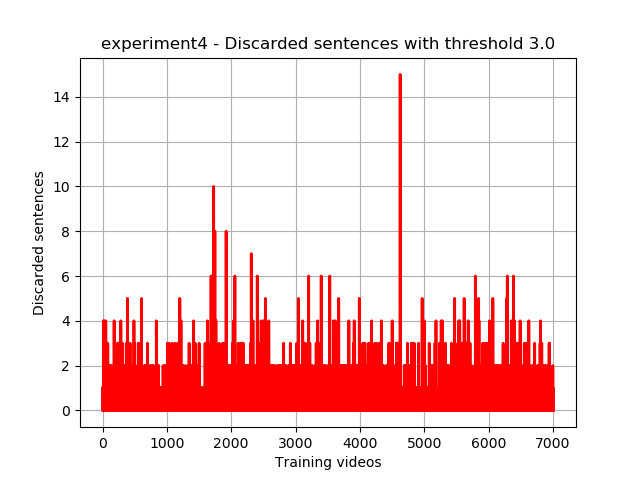 experiment4 - Discarded sentences with threshold 3.0
14
12
10
8
6
4
2
0
Discarded sentences
0 1000 2000 3000 4000 5000 6000 7000
Training videos